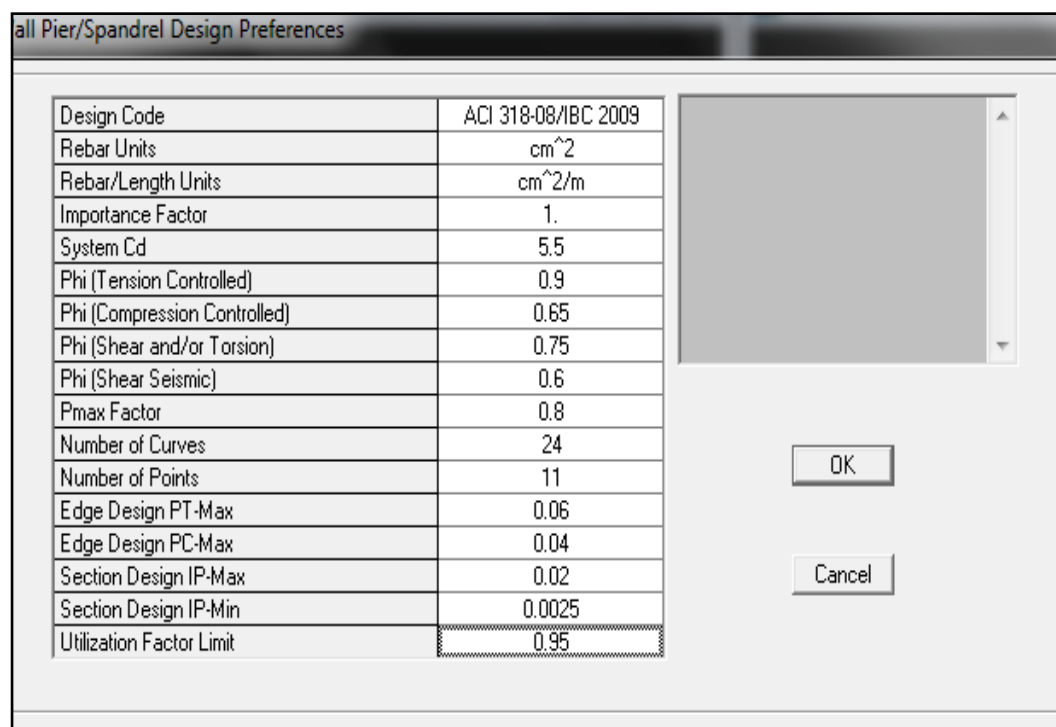 all Pier/Spandrel Design Preferences
Design Code ACI 318-08/IBC 2009
Rebar Units cm^2
Rebar/Length Units cm^2/m
Importance Factor 1.
System Cd 5.5
Phi (Tension Controlled) 0.9
Phi (Compression Controlled) 0.65
Phi (Shear and/or Torsion) 0.75
Phi (Shear Seismic) 0.6
Pmax Factor 0.8
Number of Curves 24
Number of Points 11
Edge Design PT-Max 0.06
Edge Design PC-Max 0.04
Section Design IP-Max 0.02
Section Design IP-Min 0.0025
Utilization Factor Limit 0.95
OK
Cancel